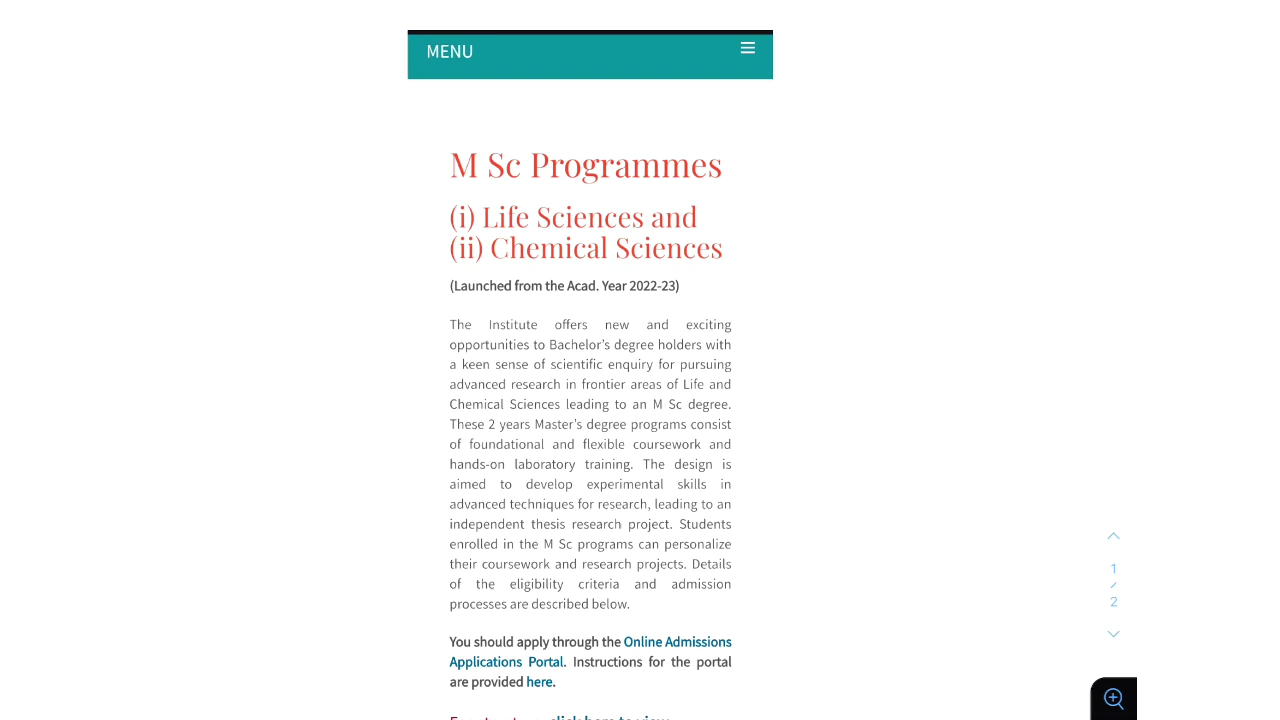 MENU
M Sc Programmes
(i) Life Sciences and
(ii) Chemical Sciences
(Launched from the Acad. Year 2022-23)
The Institute offers new and exciting
opportunities to Bachelor's degree holders with
a keen sense of scientific enquiry for pursuing
advanced research in frontier areas of Life and
Chemical Sciences leading to an M Sc degree.
These 2 years Master's degree programs consist
of foundational and flexible coursework and
hands-on laboratory training. The design is
aimed to develop experimental skills in
advanced techniques for research, leading to an
independent thesis research project. Students
enrolled in the M Sc programs can personalize
their coursework and research projects. Details
of the eligibility criteria and admission
processes are described below.
You should apply through the Online Admissions
Applications Portal. Instructions for the portal
are provided here.
click here to view
1
/
2